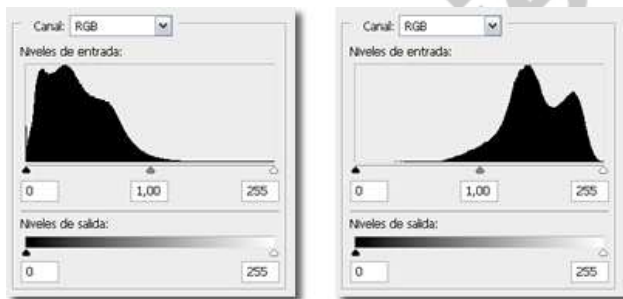 Canal: RGB
Niveles de entrada:
0 1,00 255
Niveles de salida:
0 255
Canal: RGB
Niveles de entrada:
0 1,00 255
Niveles de salida:
0 255